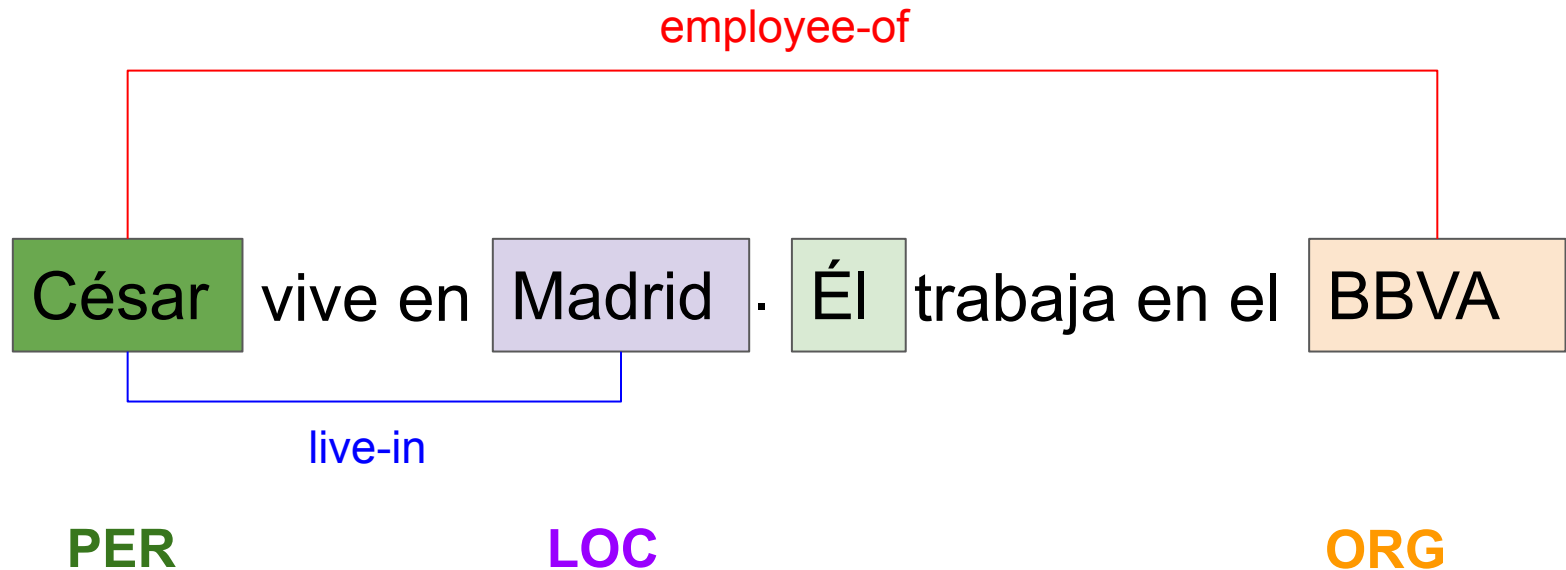 employee-of
César vive en Madrid . Él trabaja en el BBVA
live-in
PER LOC ORG